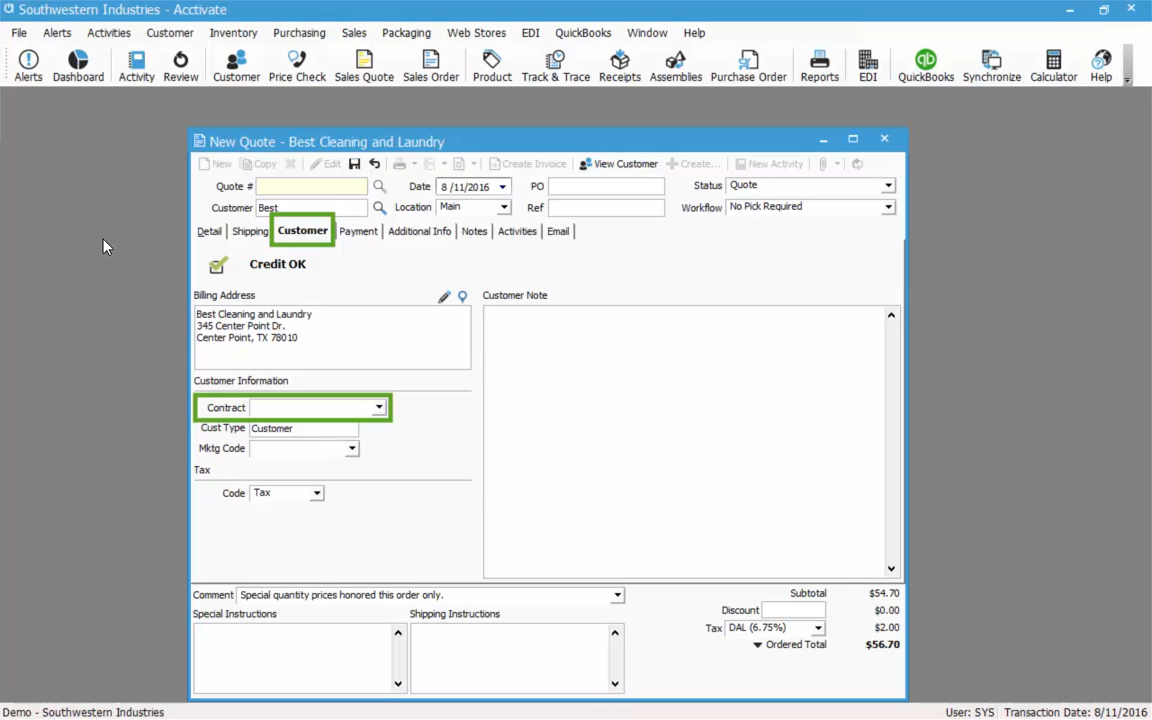 Southwestern Industries - Acctivate
File Alerts Activities Customer Inventory Purchasing Sales Packaging Web Stores EDI QuickBooks Window Help
Alerts Dashboard Activity Review Customer Price Check Sales Quote Sales Order Product Track & Trace Receipts Assembles Purchase Order Reports EDI QuickBooks Synchronize Calculator Help
New Quote - Best Cleaning and Laundry
New Copy Edit Create Invoice View Customer Create... New Activity
Quote # Date 8 /11/2016 PO Status Quote
Customer Best Location Main Ref Workflow No Pick Required
Detail Shipping Customer Payment Additional Info Notes Activities Email
Credit OK
Billing Address Customer Note
Best Cleaning and Laundry
345 Center Point Dr.
Center Point, TX 78010
Customer Information
Contract
Cust Type Customer
Mktg Code
Tax
Code Tax
Comment Special quantity prices honored this order only. Subtotal $54.70
Special Instructions Shipping Instructions Discount $0.00
Tax DAL (6.75%) $2.00
Ordered Total $56.70
Demo - Southwestern Industries User: SYS Transaction Date: 8/11/2016